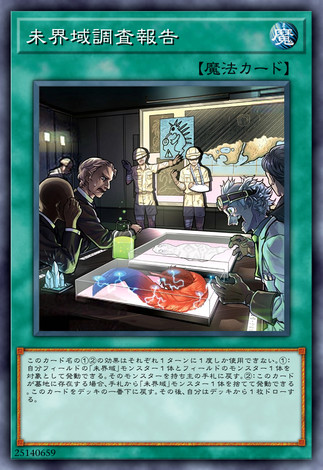 未界域調査報告
魔
【魔法カード】
このカード名の①②の効果はそれぞれ１ターンに１度しか使用できない。①：
自分フィールドの「未界域」モンスター１体とフィールドのモンスター１体を
対象として発動できる。そのモンスターを持ち主の手札に戻す。②：このカード
が墓地に存在する場合、手札から「未界域」モンスター１体を捨てて発動できる。
このカードをデッキの一番下に戻す。その後、自分はデッキから１枚ドローす
る。
25140659